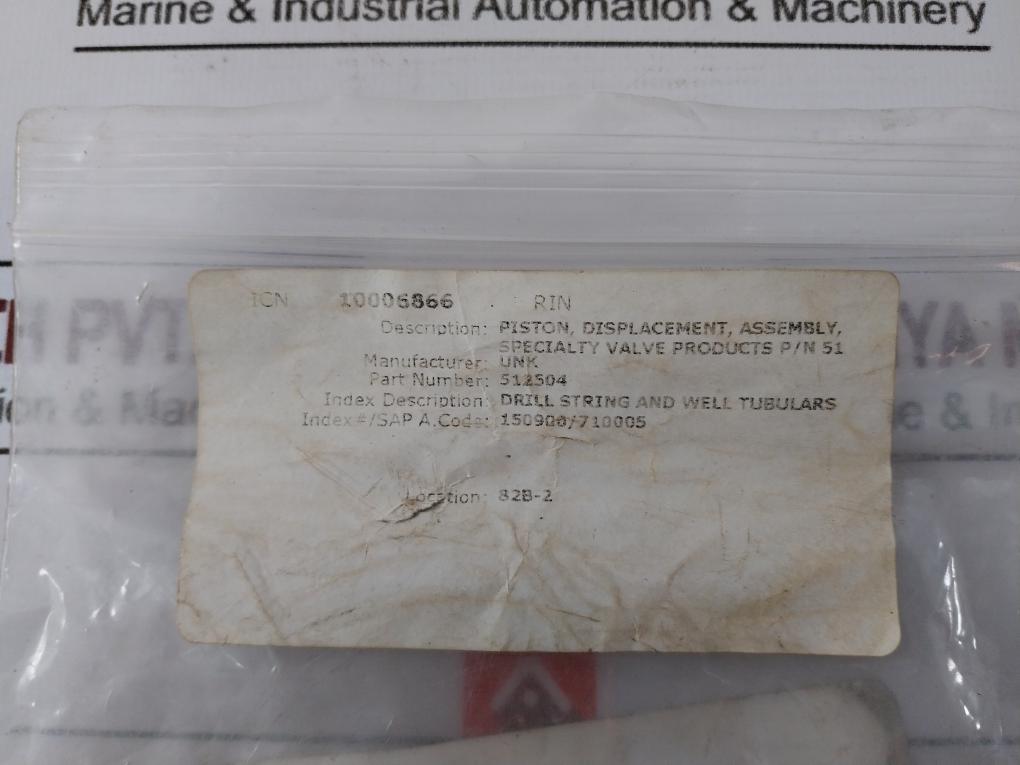 Marine & Industrial Automation & Machinery
ICN 10006866 RIN
Description: PISTON, DISPLACEMENT, ASSEMBLY,
SPECIALTY VALVE PRODUCTS P/N 51
Manufacturer: UNK
Part Number: 512504
Index Description: DRILL STRING AND WELL TUBULARS
Index#/SAP A.Code: 150900/710005
Location: 82B-2